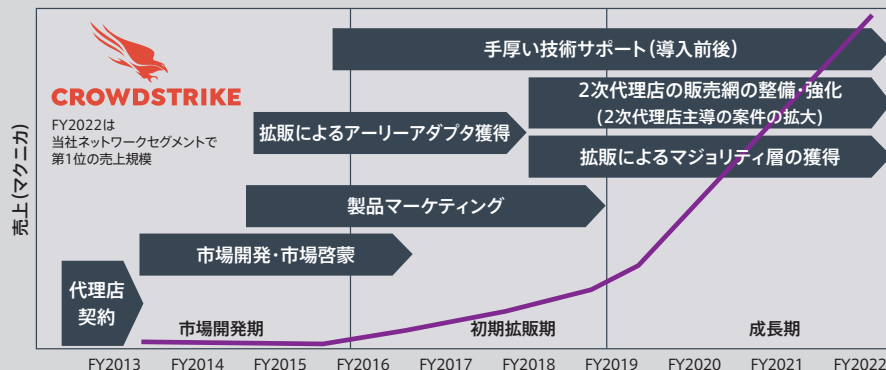 手厚い技術サポート(導入前後)
CROWDSTRIKE
FY2022は
当社ネットワークセグメントで
第1位の売上規模
2次代理店の販売網の整備・強化
(2次代理店主導の案件の拡大)
拡販によるアーリーアダプタ獲得
拡販によるマジョリティ層の獲得
製品マーケティング
市場開発・市場啓蒙
代理店
契約
売上(マクニカ)
市場開発期
初期拡販期
成長期
FY2013 FY2014 FY2015 FY2016 FY2017 FY2018 FY2019 FY2020 FY2021 FY2022